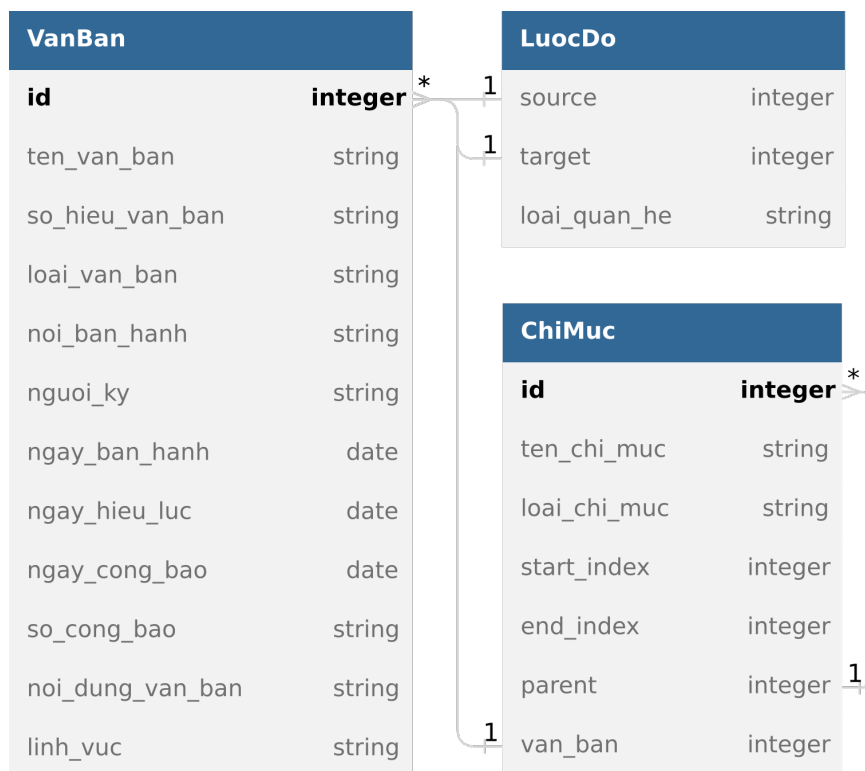 VanBan
id integer
ten_van_ban string
so_hieu_van_ban string
loai_van_ban string
noi_ban_hanh string
nguoi_ky string
ngay_ban_hanh date
ngay_hieu_luc date
ngay_cong_bao date
so_cong_bao string
noi_dung_van_ban string
linh_vuc string
* 1
1
1
LuocDo
source integer
target integer
loai_quan_he string
ChiMuc
id integer *
ten_chi_muc string
loai_chi_muc string
start_index integer
end_index integer
parent integer 1
van_ban integer